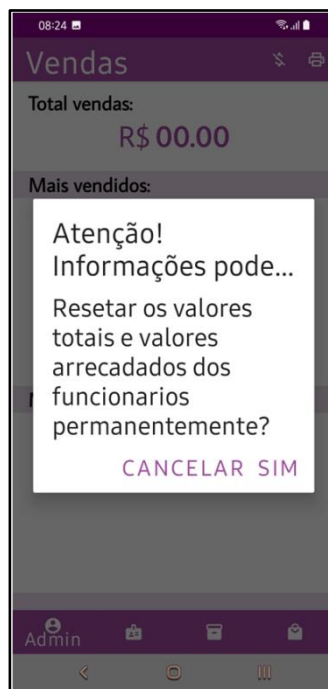 08:24
Vendas
Total vendas:
R$ 00.00
Mais vendidos:
Atenção!
Informações pode...
Resetar os valores
totais e valores
arrecadados dos
funcionarios
permanentemente?
CANCELAR SIM
Admin